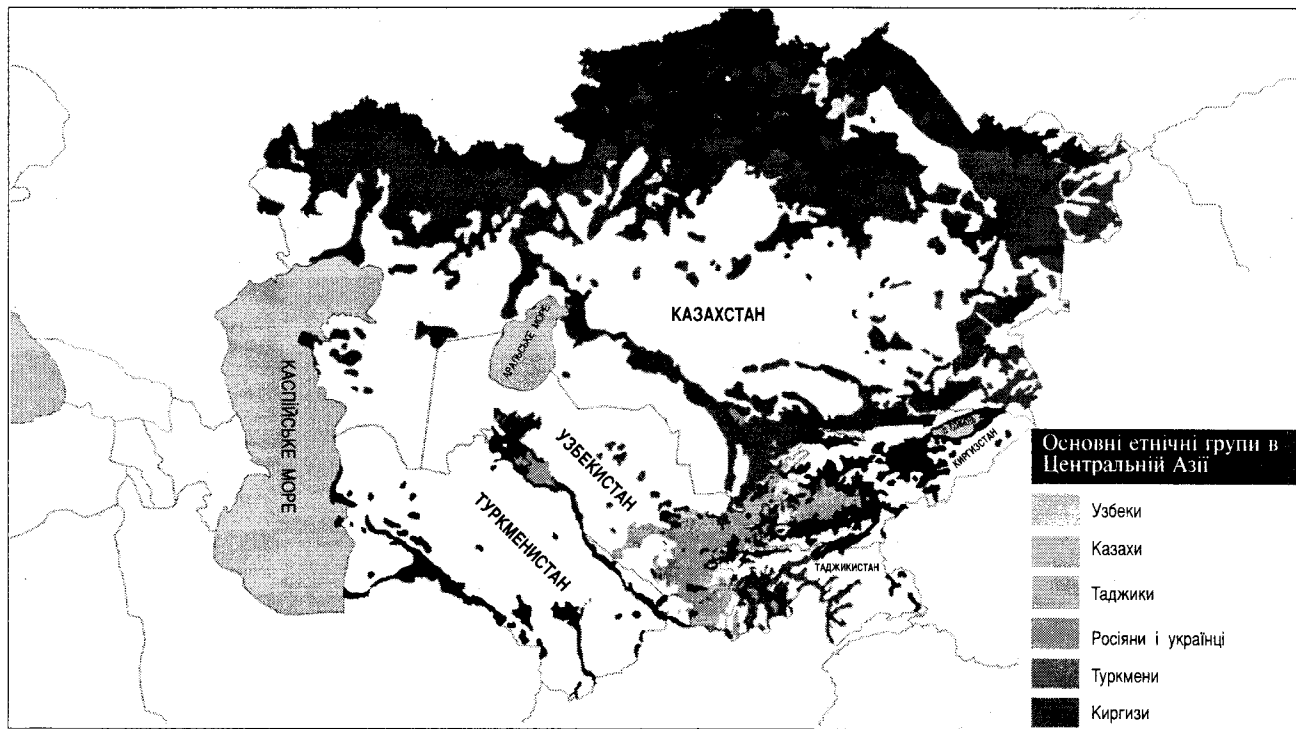 КАЗАХСТАН
АРАЛЬСЬКЕ МОРЕ
КАСПІЙСЬКЕ МОРЕ
УЗБЕКИСТАН
ТУРКМЕНИСТАН
КИРГИЗСТАН
ТАДЖИКИСТАН
Основні етнічні групи в
Центральній Азії
Узбеки
Казахи
Таджики
Росіяни і українці
Туркмени
Киргизи